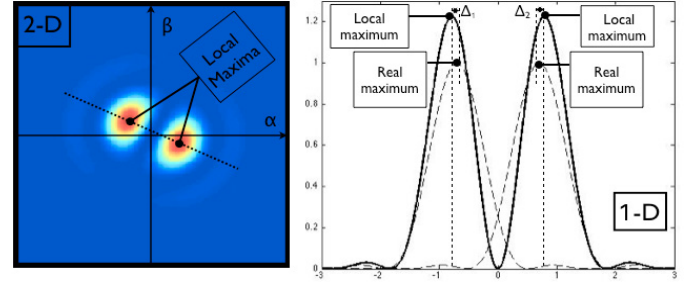 2-D
β
Local
Maxima
α
Δ1
Δ2
Local
maximum
Local
maximum
Real
maximum
Real
maximum
1-D
1.2
1
0.8
0.6
0.4
0.2
0
-3
-2
-1
0
1
2
3